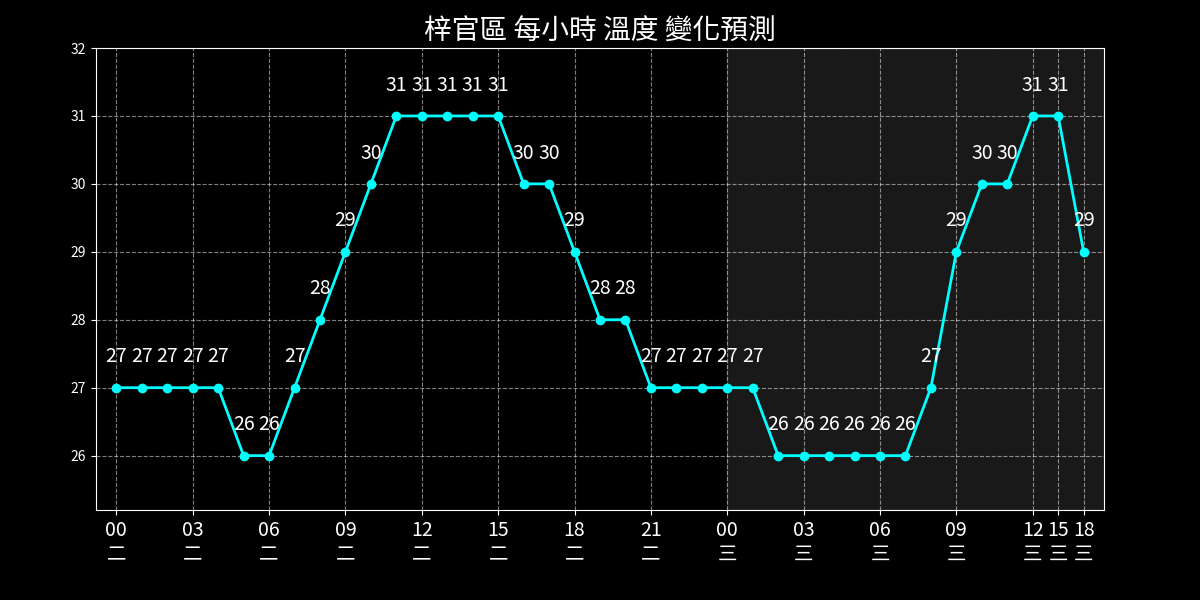 梓官區 每小時 溫度 變化預測
32
31 31 31 31 31 31 31
31
30 30 30 30 30
30
29 29 29 29
29
28 28 28
28
27 27 27 27 27 27 27 27 27 27 27 27
27
26 26 26 26 26 26 26 26
26
00 03 06 09 12 15 18 21 00 03 06 09 12 15 18
二 二 二 二 二 二 二 二 三 三 三 三 三 三 三